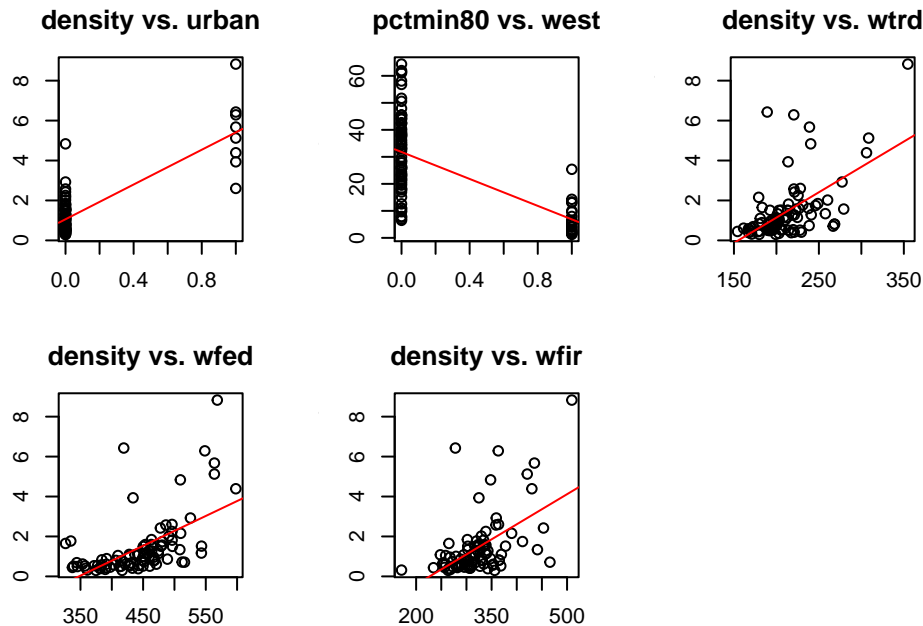 density vs. urban
0 2 4 6 8
0.0 0.4 0.8
pctmin80 vs. west
0 20 40 60
0.0 0.4 0.8
density vs. wtrd
0 2 4 6 8
150 250 350
density vs. wfed
0 2 4 6 8
350 450 550
density vs. wfir
0 2 4 6 8
200 350 500